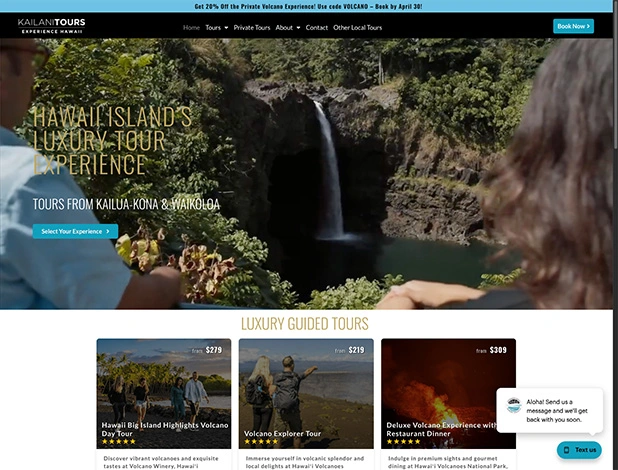 Get 20% Off the Private Volcano Experience! Use code VOLCANO – Book by April 30!
KAILANITOURS
EXPERIENCE HAWAII
Home Tours Private Tours About Contact Other Local Tours
Book Now
HAWAII ISLAND'S
LUXURY TOUR
EXPERIENCE
TOURS FROM KAILUA-KONA & WAIKOLOA
Select Your Experience
LUXURY GUIDED TOURS
from $279
Hawaii Big Island Highlights Volcano
Day Tour
Discover vibrant volcanoes and exquisite
tastes at Volcano Winery, Hawai'i
from $219
Volcano Explorer Tour
Immerse yourself in volcanic splendor and
local delights at Hawai'i Volcanoes
from $309
Deluxe Volcano Experience with
Restaurant Dinner
Indulge in premium sights and gourmet
dining at Hawai'i Volcanoes National Park,
Aloha! Send us a
message and we'll get
back with you soon.
Text us